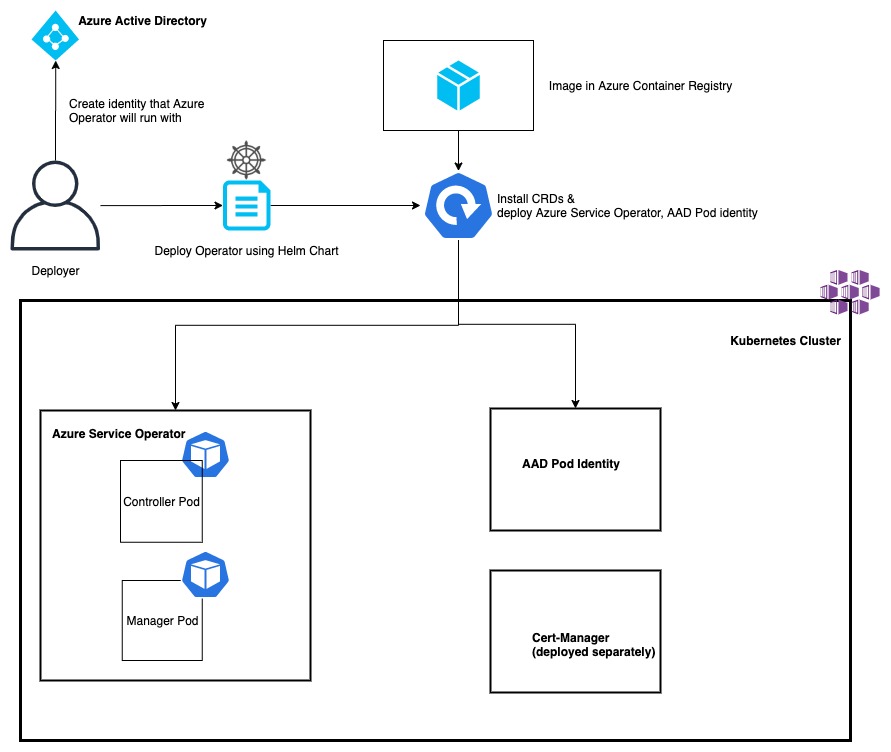 Azure Active Directory
Create identity that Azure
Operator will run with
Image in Azure Container Registry
Install CRDs &
deploy Azure Service Operator, AAD Pod identity
Deploy Operator using Helm Chart
Deployer
Kubernetes Cluster
Azure Service Operator
Controller Pod
Manager Pod
AAD Pod Identity
Cert-Manager
(deployed separately)